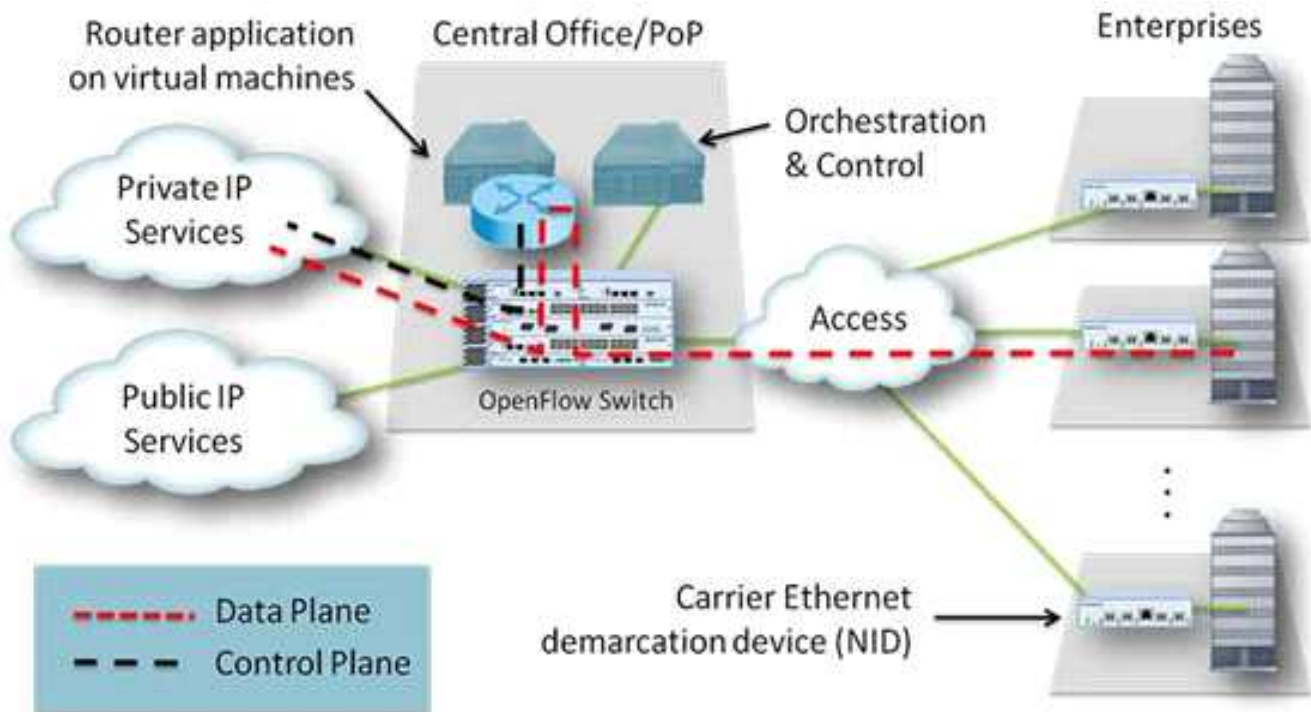 Router application
on virtual machines
Central Office/PoP
Enterprises
Orchestration
& Control
Private IP
Services
Access
OpenFlow Switch
Public IP
Services
Data Plane
Control Plane
Carrier Ethernet
demarcation device (NID)